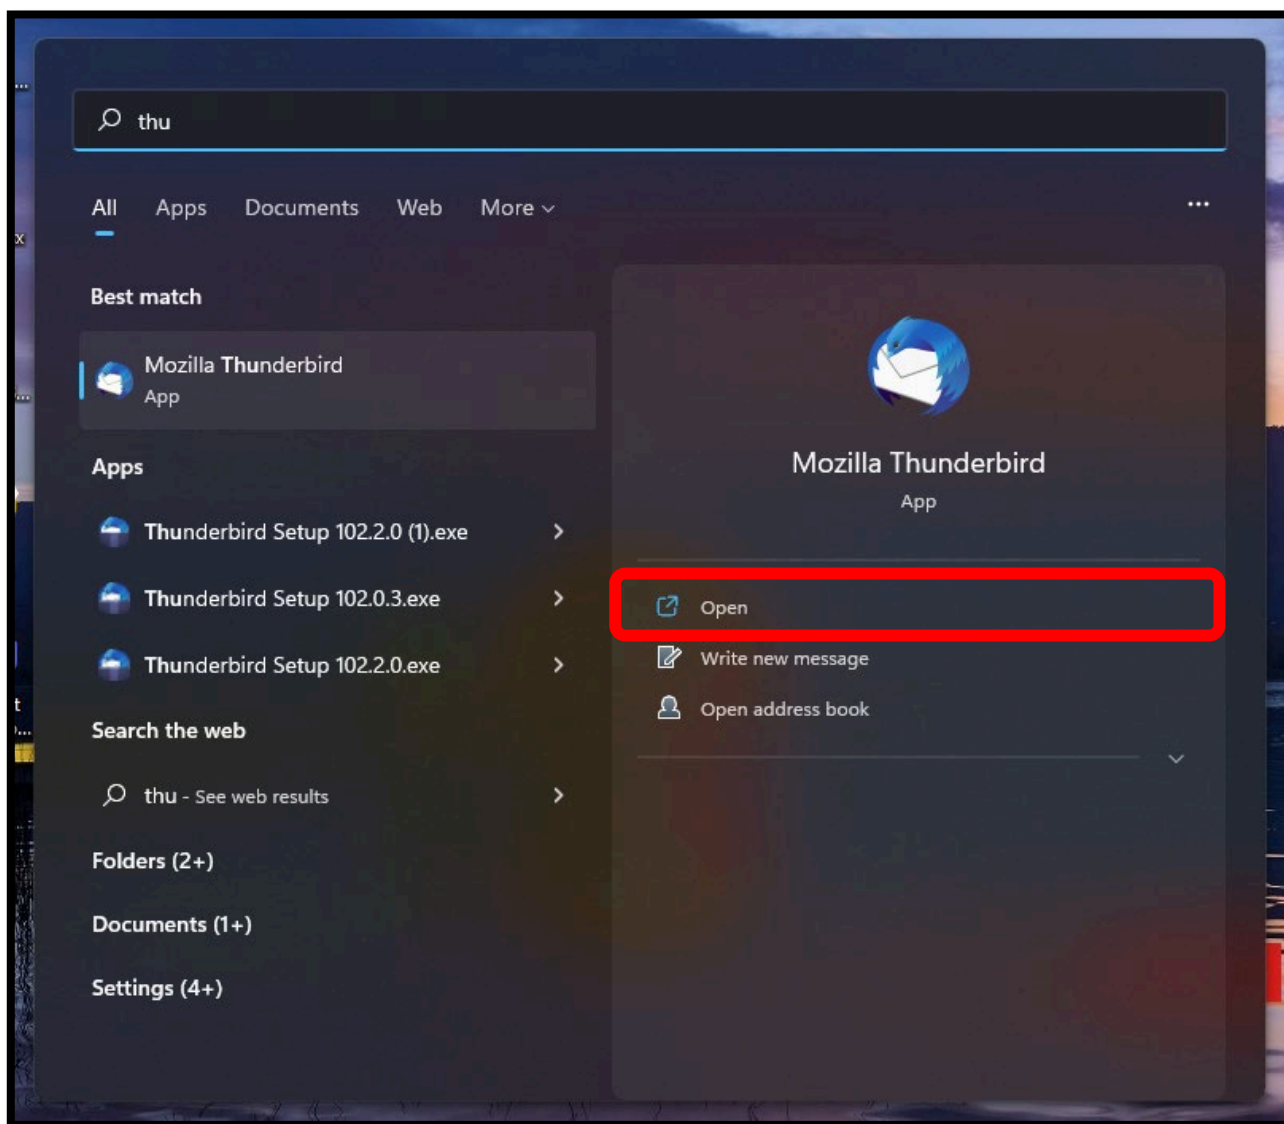 thu
All Apps Documents Web More
Best match
Mozilla Thunderbird
App
Apps
Thunderbird Setup 102.2.0 (1).exe
Thunderbird Setup 102.0.3.exe
Thunderbird Setup 102.2.0.exe
Search the web
thu - See web results
Folders (2+)
Documents (1+)
Settings (4+)
Mozilla Thunderbird
App
Open
Write new message
Open address book